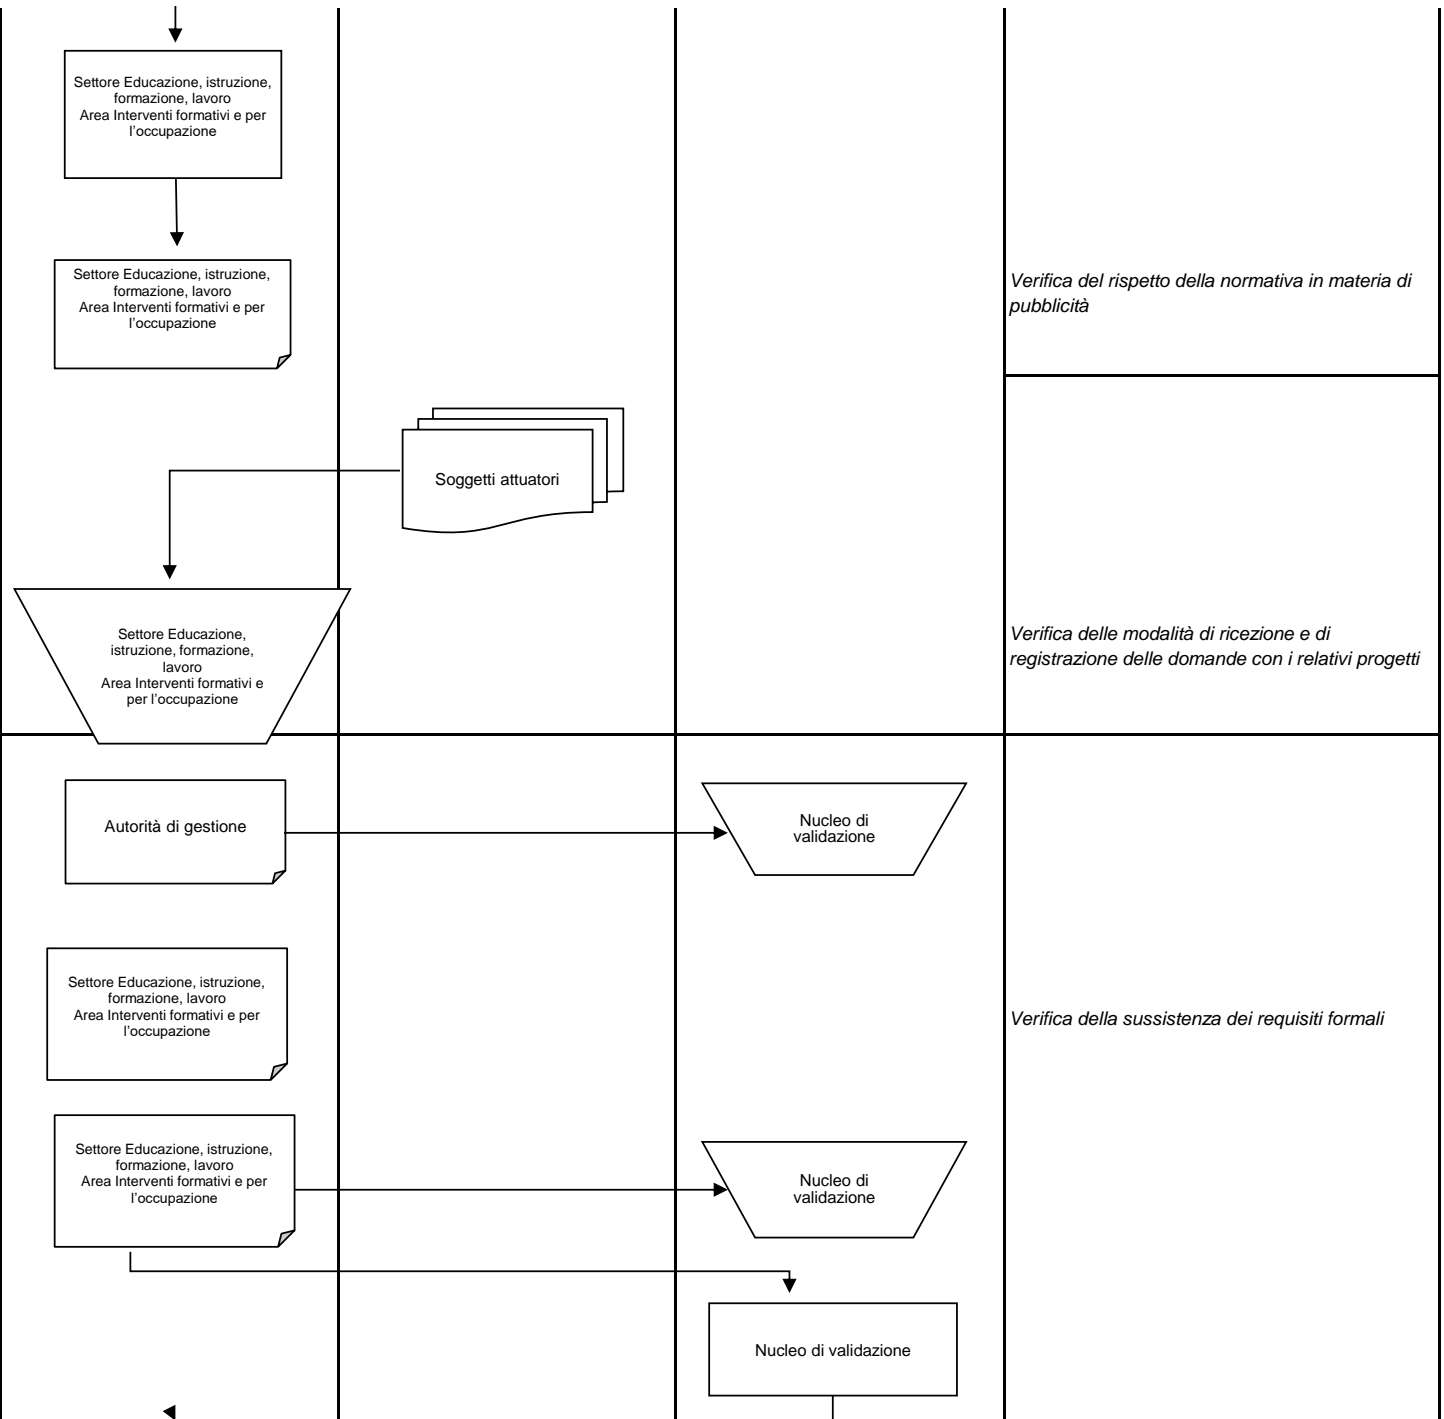 Settore Educazione, istruzione,
formazione, lavoro
Area Interventi formativi e per
l'occupazione
Settore Educazione, istruzione,
formazione, lavoro
Area Interventi formativi e per
l'occupazione
Verifica del rispetto della normativa in materia di
pubblicità
Soggetti attuatori
Settore Educazione,
istruzione, formazione,
lavoro
Area Interventi formativi e
per l'occupazione
Verifica delle modalità di ricezione e di
registrazione delle domande con i relativi progetti
Autorità di gestione
Nucleo di
validazione
Settore Educazione, istruzione,
formazione, lavoro
Area Interventi formativi e per
l'occupazione
Verifica della sussistenza dei requisiti formali
Settore Educazione, istruzione,
formazione, lavoro
Area Interventi formativi e per
l'occupazione
Nucleo di
validazione
Nucleo di validazione